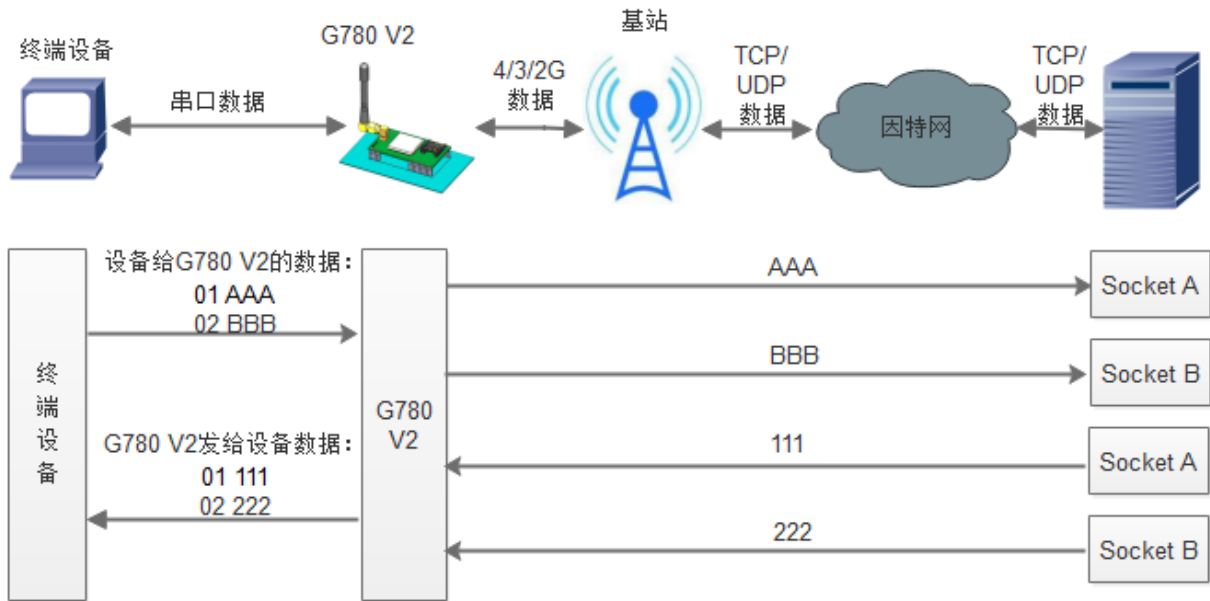 终端设备
串口数据
G780 V2
4/3/2G
数据
基站
TCP/
UDP
数据
因特网
TCP/
UDP
数据
设备给G780 V2的数据：
01 AAA
02 BBB
终
端
设
备
G780 V2发给设备数据：
01 111
02 222
G780
V2
AAA
Socket A
BBB
Socket B
111
Socket A
222
Socket B